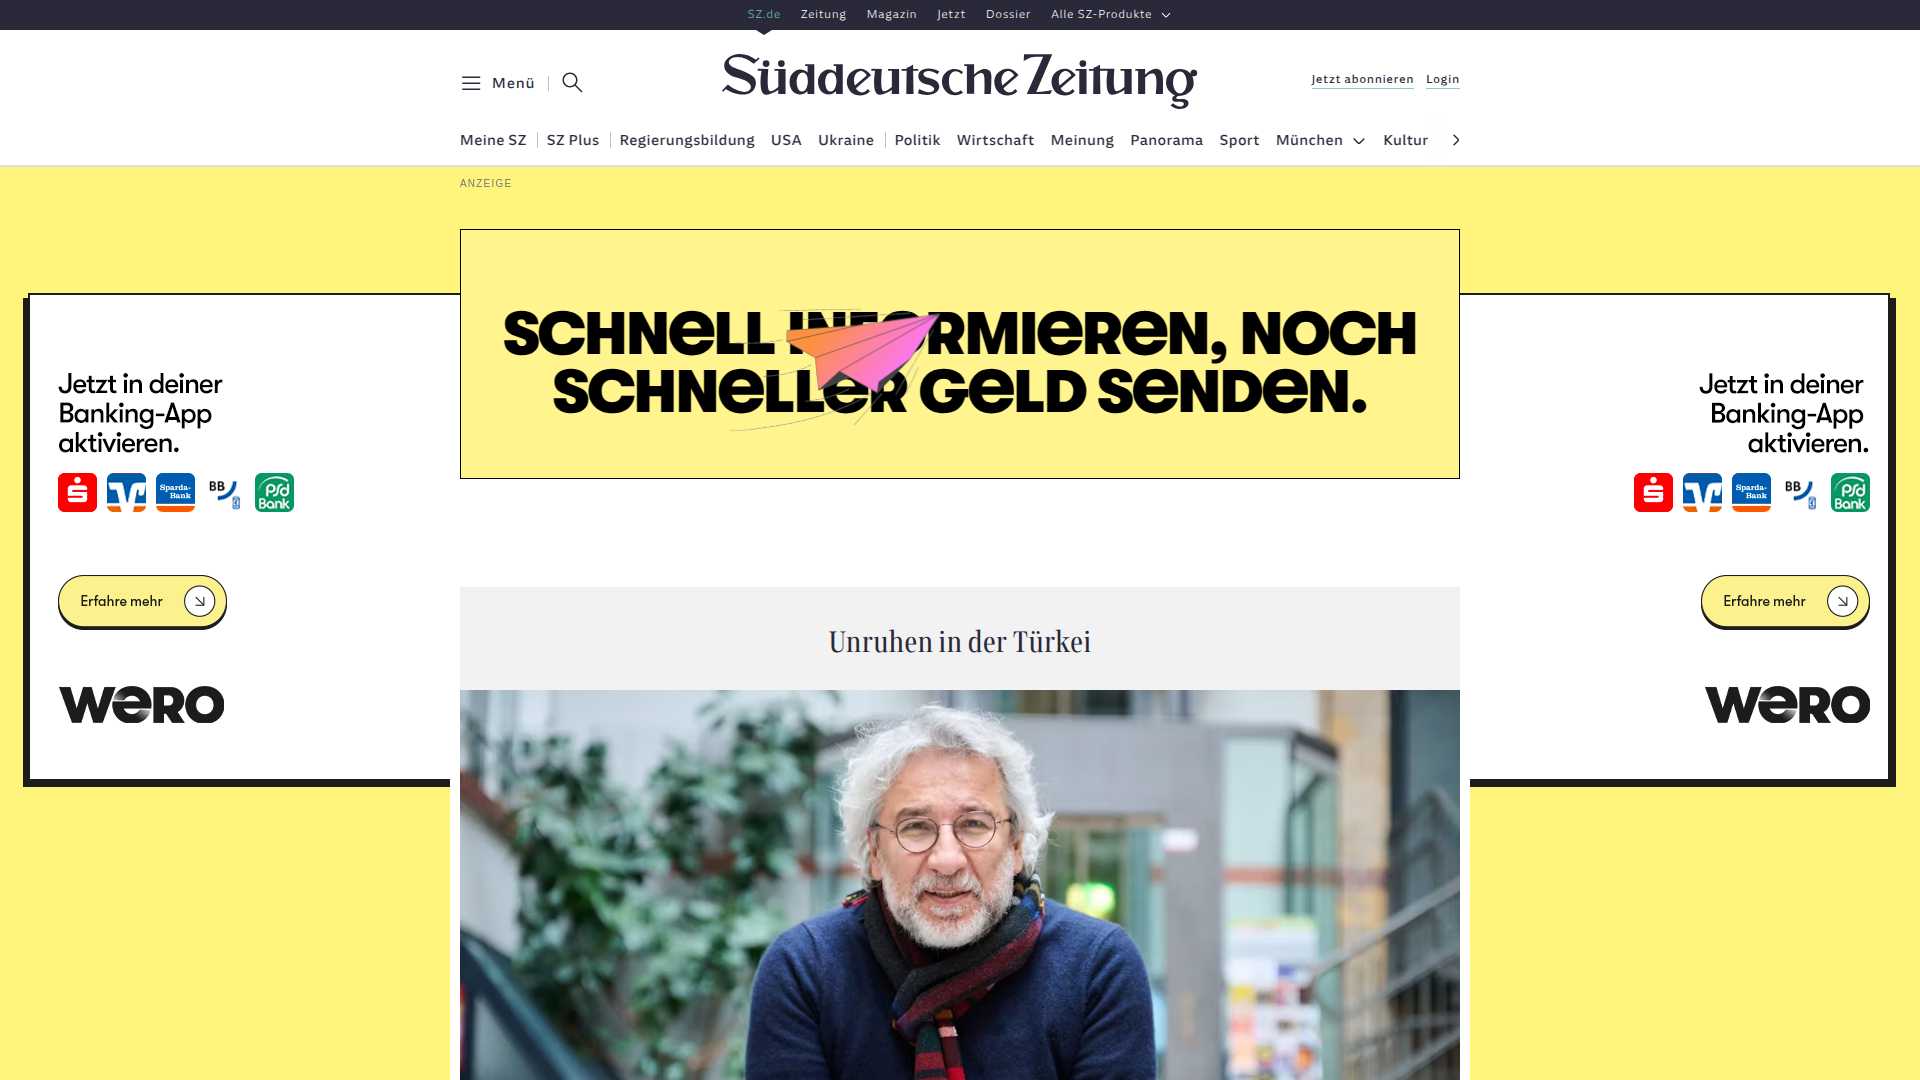 SZ.de Zeitung Magazin Jetzt Dossier Alle SZ-Produkte
Menü
Süddeutsche Zeitung
Jetzt abonnieren Login
Meine SZ SZ Plus Regierungsbildung USA Ukraine Politik Wirtschaft Meinung Panorama Sport München Kultur
ANZEIGE
SCHNELL INFORMIEREN, NOCH
SCHNELLER GELD SENDEN.
Jetzt in deiner
Banking-App
aktivieren.
Sparda-
Bank
BB
psd
Bank
Erfahre mehr
wero
Jetzt in deiner
Banking-App
aktivieren.
Sparda-
Bank
BB
psd
Bank
Erfahre mehr
wero
Unruhen in der Türkei